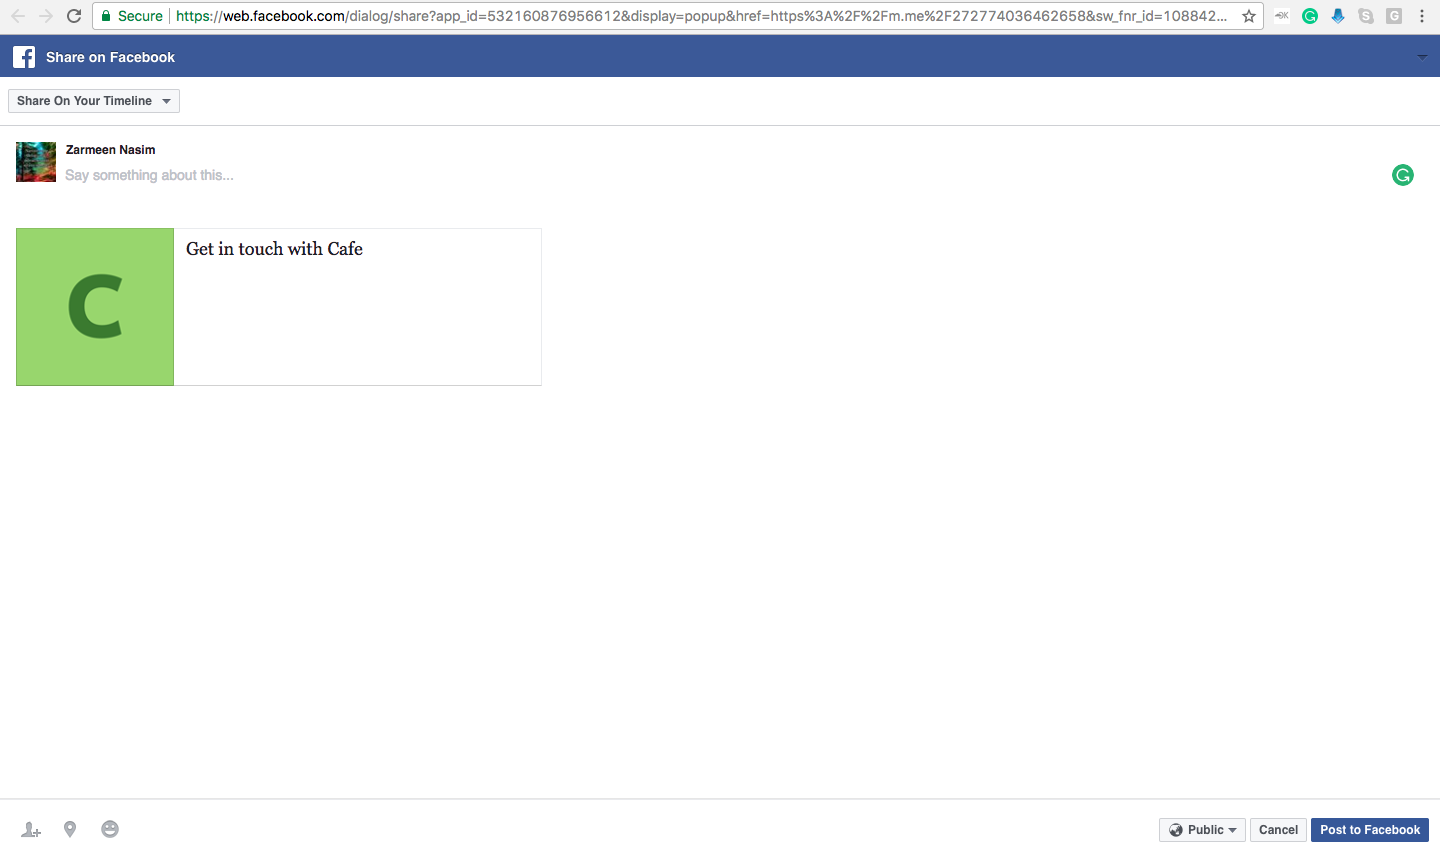 Secure https://web.facebook.com/dialog/share?app_id=532160876956612&display=popup&href=https%3A%2F%2Fm.me%2F272774036462658&sw_fnr_id=108842...
Share on Facebook
Share On Your Timeline
Zarmeen Nasim
Say something about this...
C
Get in touch with Cafe
Public Cancel Post to Facebook